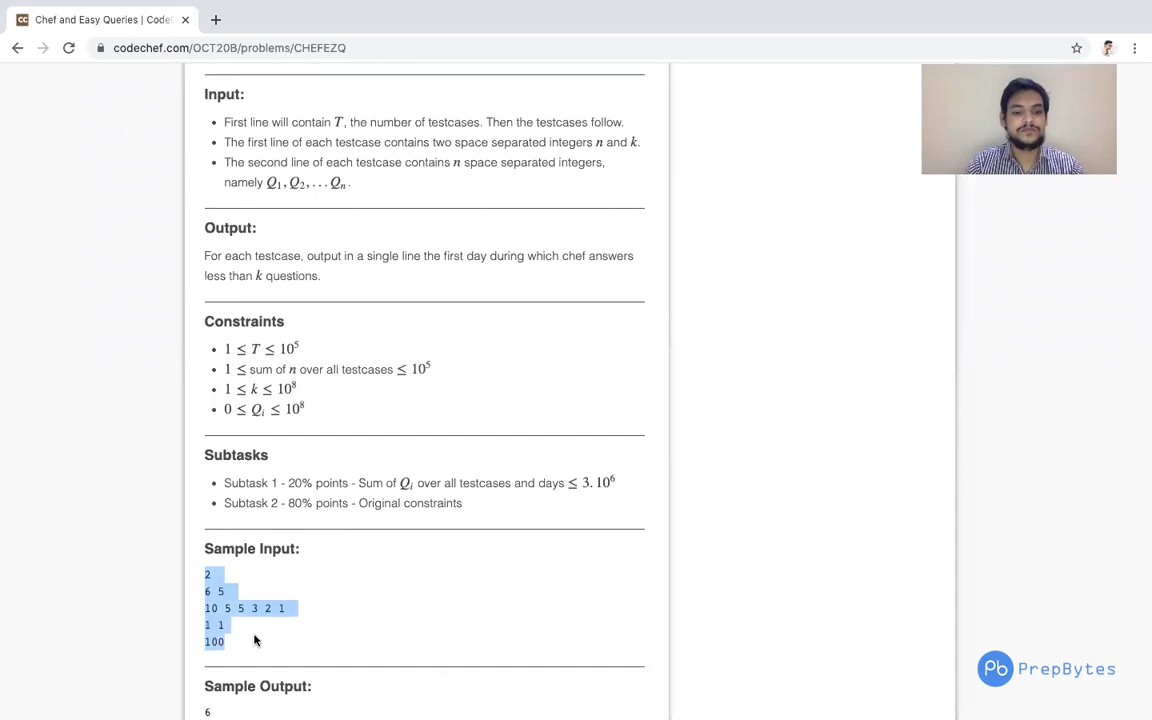 Chef and Easy Queries | Code
codechef.com/OCT20B/problems/CHEFEZQ
Input:
• First line will contain T, the number of testcases. Then the testcases follow.
• The first line of each testcase contains two space separated integers n and k.
• The second line of each testcase contains n space separated integers,
namely Q1, Q2, … Qn.
Output:
For each testcase, output in a single line the first day during which chef answers
less than k questions.
Constraints
• 1 ≤ T ≤ 10^5
• 1 ≤ sum of n over all testcases ≤ 10^5
• 1 ≤ k ≤ 10^8
• 0 ≤ Qi ≤ 10^8
Subtasks
• Subtask 1 - 20% points - Sum of Qi over all testcases and days ≤ 3.10^6
• Subtask 2 - 80% points - Original constraints
Sample Input:
2
6 5
10 5 5 3 2 1
1 1
100
Sample Output:
6
Pb PrepBytes